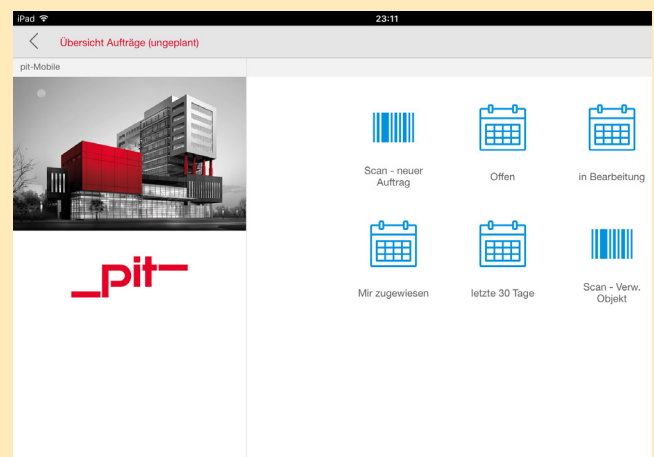 iPad 23:11
Übersicht Aufträge (ungeplant)
pit-Mobile
Scan - neuer
Auftrag
Offen
in Bearbeitung
_pit
Mir zugewiesen
letzte 30 Tage
Scan - Verw.
Objekt